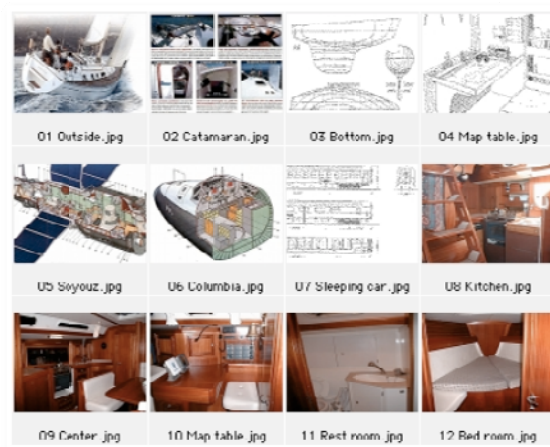 01 Outside.jpg
02 Catamaran.jpg
03 Bottom.jpg
04 Map table.jpg
05 Soyouz.jpg
06 Columbia.jpg
07 Sleeping car.jpg
08 Kitchen.jpg
09 Center.jpg
10 Map table.jpg
11 Rest room.jpg
12 Bed room.jpg